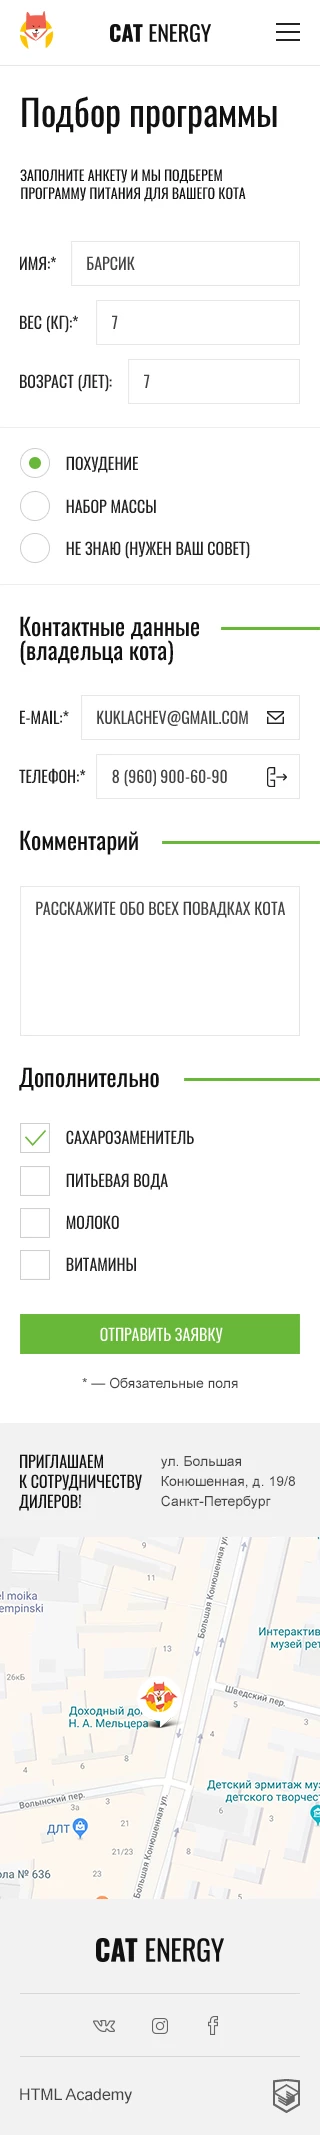 CAT ENERGY
Подбор программы
ЗАПОЛНИТЕ АНКЕТУ И МЫ ПОДБЕРЕМ
ПРОГРАММУ ПИТАНИЯ ДЛЯ ВАШЕГО КОТА
ИМЯ:* БАРСИК
ВЕС (КГ):* 7
ВОЗРАСТ (ЛЕТ): 7
ПОХУДЕНИЕ
НАБОР МАССЫ
НЕ ЗНАЮ (НУЖЕН ВАШ СОВЕТ)
Контактные данные
(владельца кота)
E-MAIL:* KUKLACHEV@GMAIL.COM
ТЕЛЕФОН:* 8 (960) 900-60-90
Комментарий
РАССКАЖИТЕ ОБО ВСЕХ ПОВАДКАХ КОТА
Дополнительно
САХАРОЗАМЕНИТЕЛЬ
ПИТЬЕВАЯ ВОДА
МОЛОКО
ВИТАМИНЫ
ОТПРАВИТЬ ЗАЯВКУ
* — Обязательные поля
ПРИГЛАШАЕМ
К СОТРУДНИЧЕСТВУ
ДИЛЕРОВ!
ул. Большая
Конюшенная, д. 19/8
Санкт-Петербург
9
Большая Конюшенная ул.
11
el moika
empinski
Интерактив
музей рет
13
26кБ
Шведский пер.
Доходный до
Н. А. Мельцера
5
5
3
4
6
4
Детский эрмитаж му
детского творчест
Волынский пер.
3а
ДЛТ
21
6
3
Большая Конюшенная ул.
21/23
8
ола № 636
23
5
3
CAT ENERGY
HTML Academy